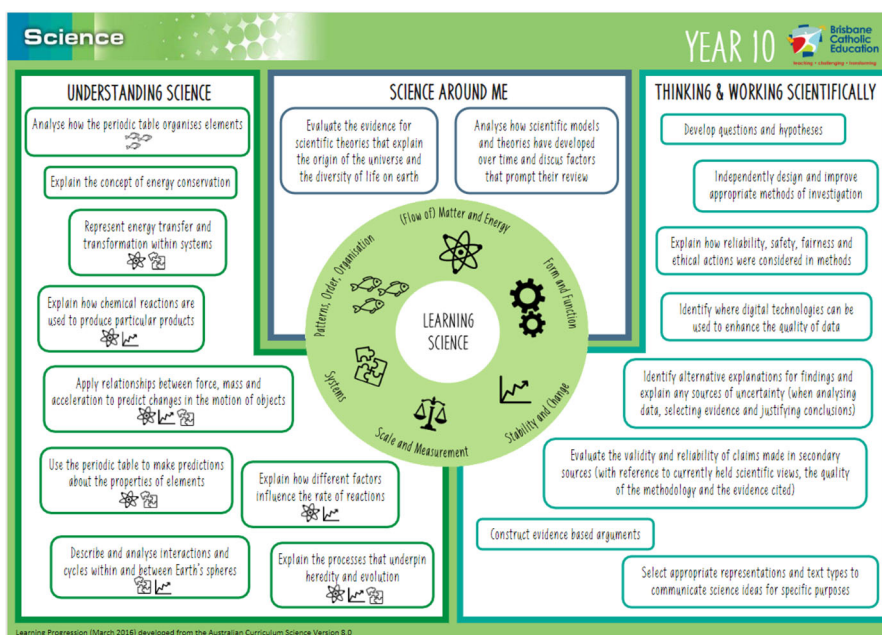 Science
YEAR 10
Brisbane
Catholic
Education
teaching • challenging • transforming
UNDERSTANDING SCIENCE
Analyse how the periodic table organises elements
Explain the concept of energy conservation
Represent energy transfer and
transformation within systems
Explain how chemical reactions are
used to produce particular products
Apply relationships between force, mass and
acceleration to predict changes in the motion of objects
Use the periodic table to make predictions
about the properties of elements
Explain how different factors
influence the rate of reactions
Describe and analyse interactions and
cycles within and between Earth's spheres
Explain the processes that underpin
heredity and evolution
SCIENCE AROUND ME
Evaluate the evidence for
scientific theories that explain
the origin of the universe and
the diversity of life on earth
Analyse how scientific models
and theories have developed
over time and discus factors
that prompt their review
(Flow of) Matter and Energy
Form and Function
Stability and Change
Scale and Measurement
Systems
Patterns, Order, Organisation
LEARNING
SCIENCE
THINKING & WORKING SCIENTIFICALLY
Develop questions and hypotheses
Independently design and improve
appropriate methods of investigation
Explain how reliability, safety, fairness and
ethical actions were considered in methods
Identify where digital technologies can be
used to enhance the quality of data
Identify alternative explanations for findings and
explain any sources of uncertainty (when analysing
data, selecting evidence and justifying conclusions)
Evaluate the validity and reliability of claims made in secondary
sources (with reference to currently held scientific views, the quality
of the methodology and the evidence cited)
Construct evidence based arguments
Select appropriate representations and text types to
communicate science ideas for specific purposes
Learning Progression (March 2016) developed from the Australian Curriculum Science Version 8.0